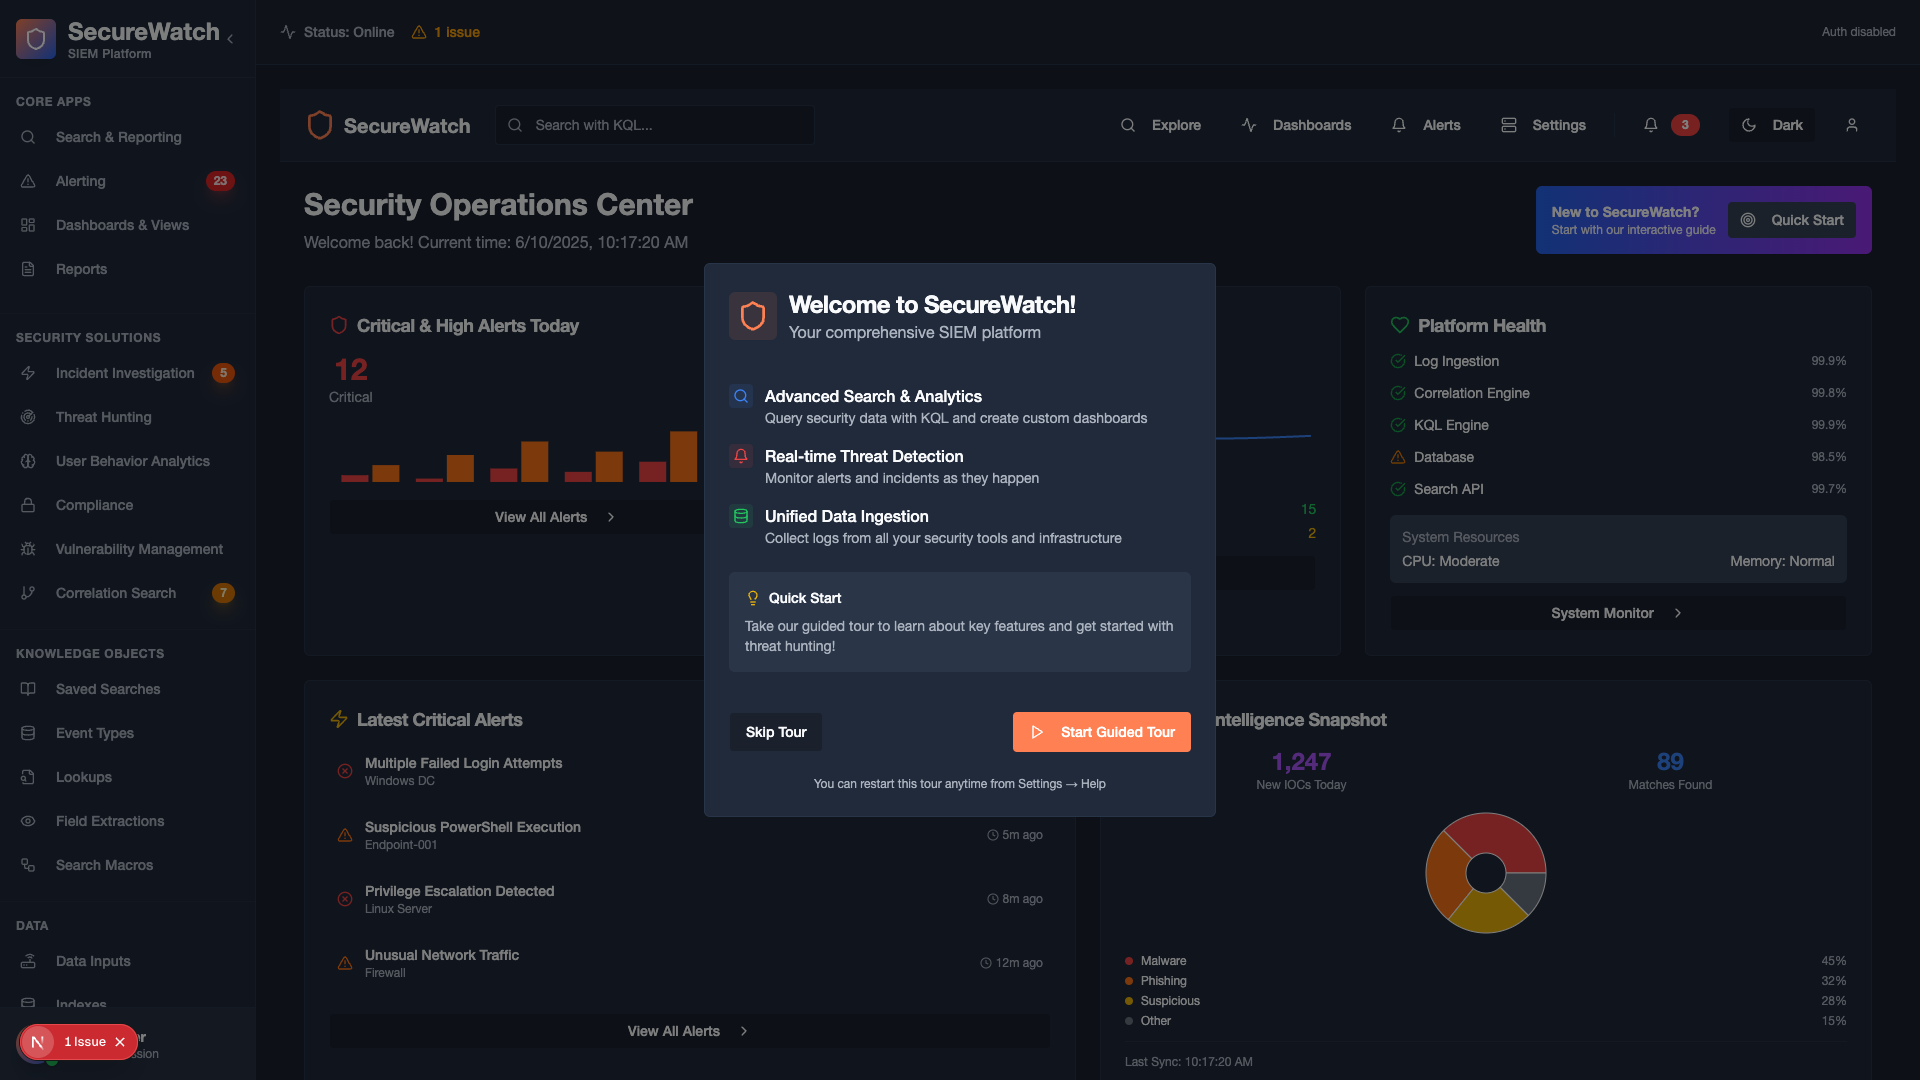 SecureWatch
SIEM Platform
CORE APPS
Search & Reporting
Alerting
23
Dashboards & Views
Reports
SECURITY SOLUTIONS
Incident Investigation
5
Threat Hunting
User Behavior Analytics
Compliance
Vulnerability Management
Correlation Search
7
KNOWLEDGE OBJECTS
Saved Searches
Event Types
Lookups
Field Extractions
Search Macros
DATA
Data Inputs
Indexes
N
1 Issue
Status: Online
1 issue
Auth disabled
SecureWatch
Search with KQL...
Explore
Dashboards
Alerts
Settings
3
Dark
Security Operations Center
Welcome back! Current time: 6/10/2025, 10:17:20 AM
New to SecureWatch?
Start with our interactive guide
Quick Start
Critical & High Alerts Today
12
Critical
View All Alerts
15
2
Platform Health
Log Ingestion 99.9%
Correlation Engine 99.8%
KQL Engine 99.9%
Database 98.5%
Search API 99.7%
System Resources
CPU: Moderate Memory: Normal
System Monitor
Welcome to SecureWatch!
Your comprehensive SIEM platform
Advanced Search & Analytics
Query security data with KQL and create custom dashboards
Real-time Threat Detection
Monitor alerts and incidents as they happen
Unified Data Ingestion
Collect logs from all your security tools and infrastructure
Quick Start
Take our guided tour to learn about key features and get started with
threat hunting!
Skip Tour
Start Guided Tour
You can restart this tour anytime from Settings → Help
Latest Critical Alerts
Multiple Failed Login Attempts
Windows DC
Suspicious PowerShell Execution
Endpoint-001
5m ago
Privilege Escalation Detected
Linux Server
8m ago
Unusual Network Traffic
Firewall
12m ago
View All Alerts
ntelligence Snapshot
1,247
New IOCs Today
89
Matches Found
Malware 45%
Phishing 32%
Suspicious 28%
Other 15%
Last Sync: 10:17:20 AM